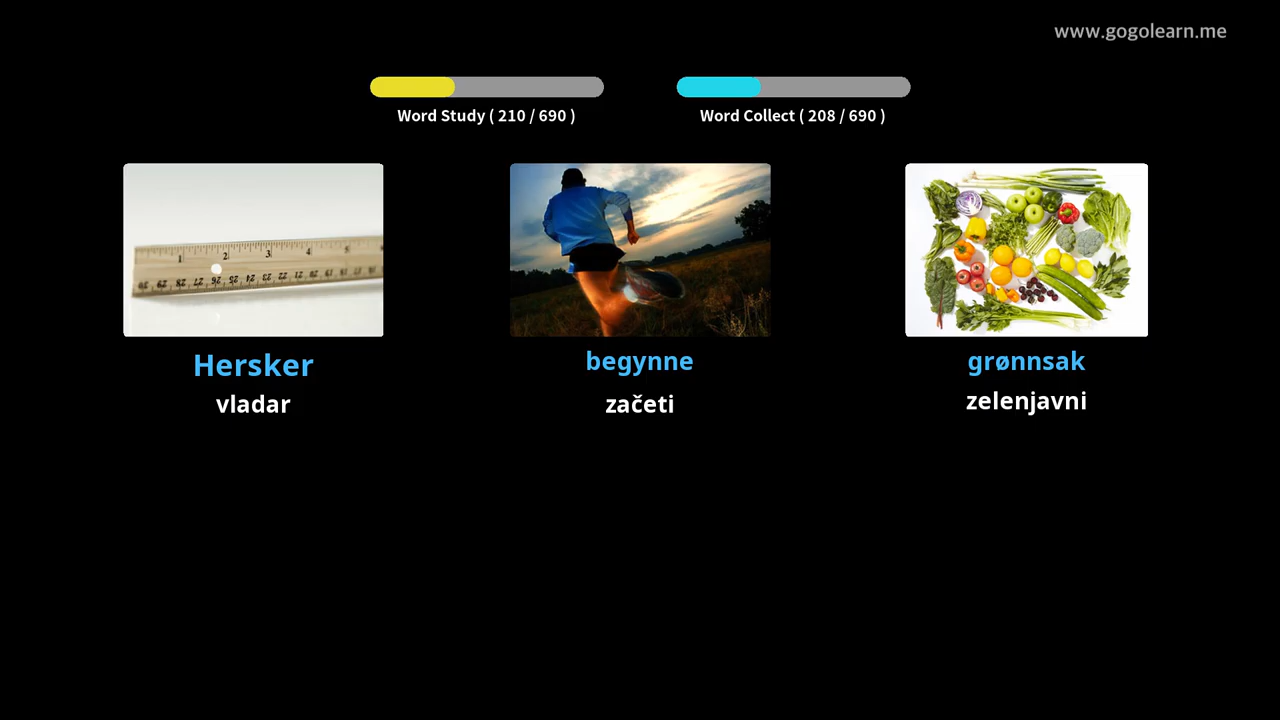 www.gogolearn.me
Word Study ( 210 / 690 )
Word Collect ( 208 / 690 )
Hersker
begynne
grønnsak
vladar
začeti
zelenjavni